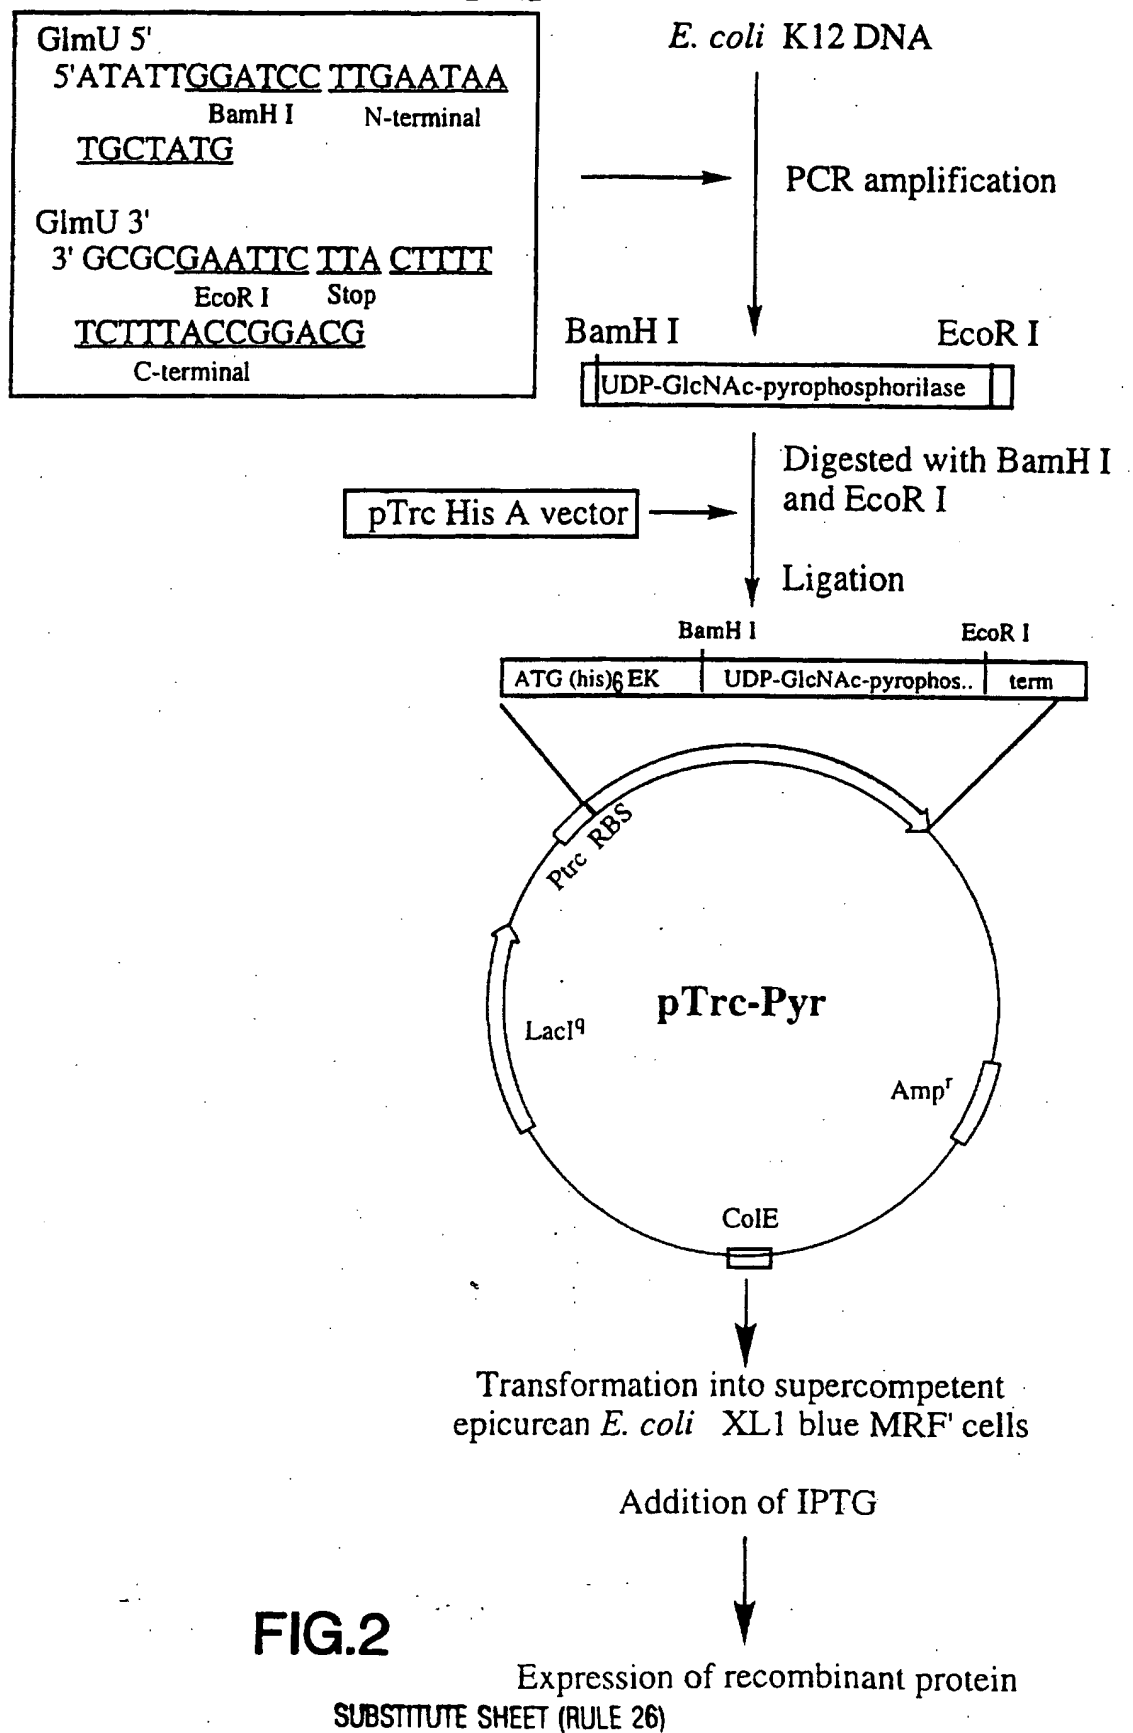 GlmU 5'
5'ATATTGGATCC TTGAATAA
BamH I N-terminal
TGCTATG
GlmU 3'
3' GCGCGAATTC TTA CTTTT
EcoR I Stop
TCTTTACCGGACG
C-terminal
E. coli K12 DNA
PCR amplification
BamH I EcoR I
UDP-GlcNAc-pyrophosphorilase
Digested with BamH I
and EcoR I
pTrc His A vector
Ligation
BamH I EcoR I
ATG (his)6 EK UDP-GlcNAc-pyrophos.. term
Ptrc RBS
pTrc-Pyr
LacIq
Ampr
ColE
Transformation into supercompetent
epicurean E. coli XL1 blue MRF' cells
Addition of IPTG
FIG.2
Expression of recombinant protein
SUBSTITUTE SHEET (RULE 26)